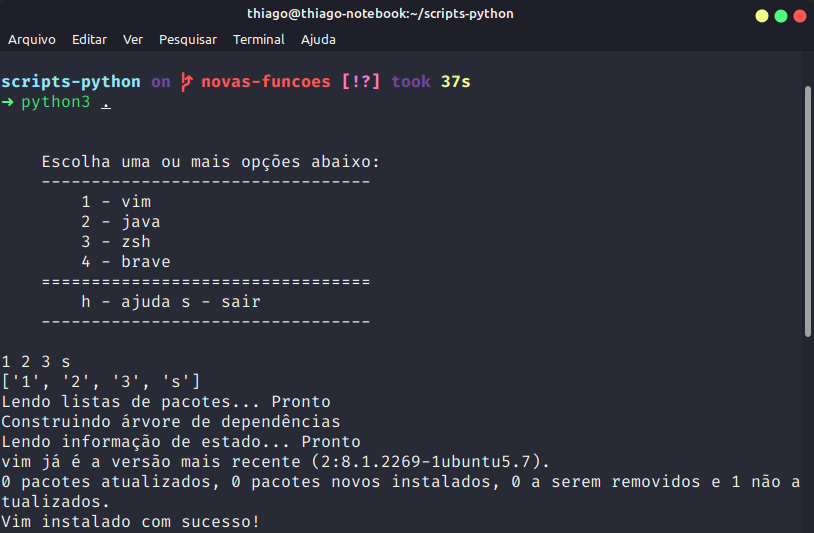 thiago@thiago-notebook:~/scripts-python
Arquivo Editar Ver Pesquisar Terminal Ajuda
scripts-python on novas-funcoes [!?] took 37s
➜ python3 .
Escolha uma ou mais opções abaixo:
---------------------------------
1 - vim
2 - java
3 - zsh
4 - brave
=================================
h - ajuda s - sair
---------------------------------
1 2 3 s
['1', '2', '3', 's']
Lendo listas de pacotes... Pronto
Construindo árvore de dependências
Lendo informação de estado... Pronto
vim já é a versão mais recente (2:8.1.2269-1ubuntu5.7).
0 pacotes atualizados, 0 pacotes novos instalados, 0 a serem removidos e 1 não a
tualizados.
Vim instalado com sucesso!